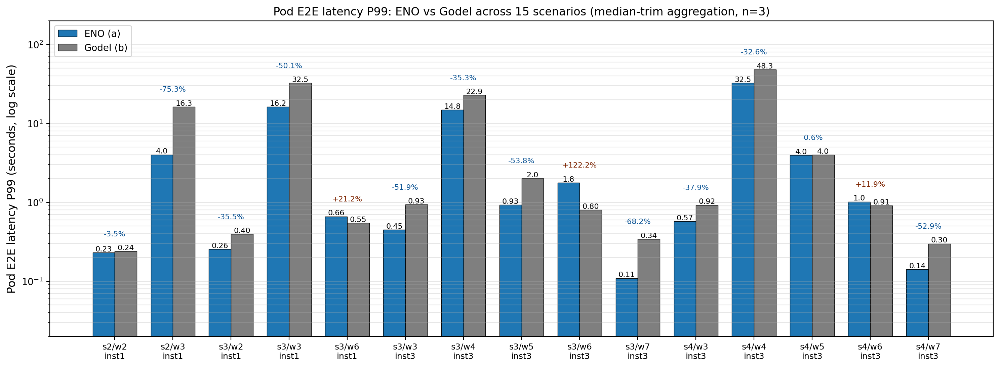 Pod E2E latency P99: ENO vs Godel across 15 scenarios (median-trim aggregation, n=3)
Pod E2E latency P99 (seconds, log scale)
ENO (a)
Godel (b)
10²
10¹
10⁰
10⁻¹
-3.5%
0.23
0.24
-75.3%
4.0
16.3
-35.5%
0.26
0.40
-50.1%
16.2
32.5
+21.2%
0.66
0.55
-51.9%
0.45
0.93
-35.3%
14.8
22.9
-53.8%
0.93
2.0
+122.2%
1.8
0.80
-68.2%
0.11
0.34
-37.9%
0.57
0.92
-32.6%
32.5
48.3
-0.6%
4.0
4.0
+11.9%
1.0
0.91
-52.9%
0.14
0.30
s2/w2
inst1
s2/w3
inst1
s3/w2
inst1
s3/w3
inst1
s3/w6
inst1
s3/w3
inst3
s3/w4
inst3
s3/w5
inst3
s3/w6
inst3
s3/w7
inst3
s4/w3
inst3
s4/w4
inst3
s4/w5
inst3
s4/w6
inst3
s4/w7
inst3